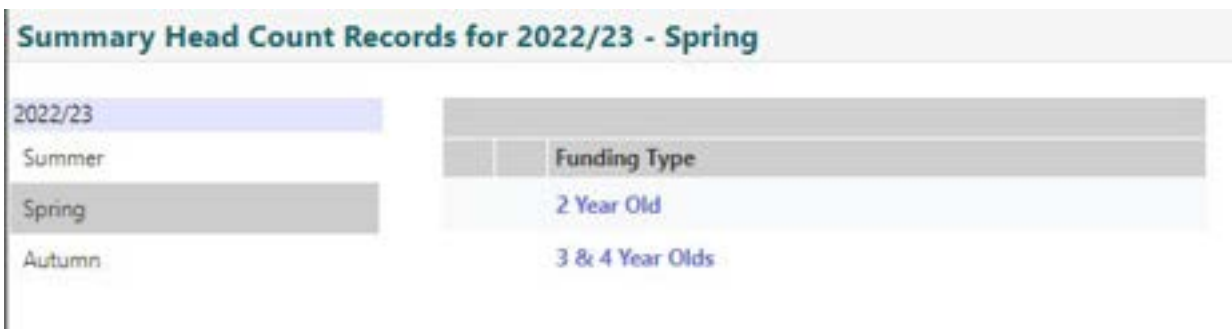 Summary Head Count Records for 2022/23 - Spring
2022/23
Summer
Spring
Autumn
Funding Type
2 Year Old
3 & 4 Year Olds